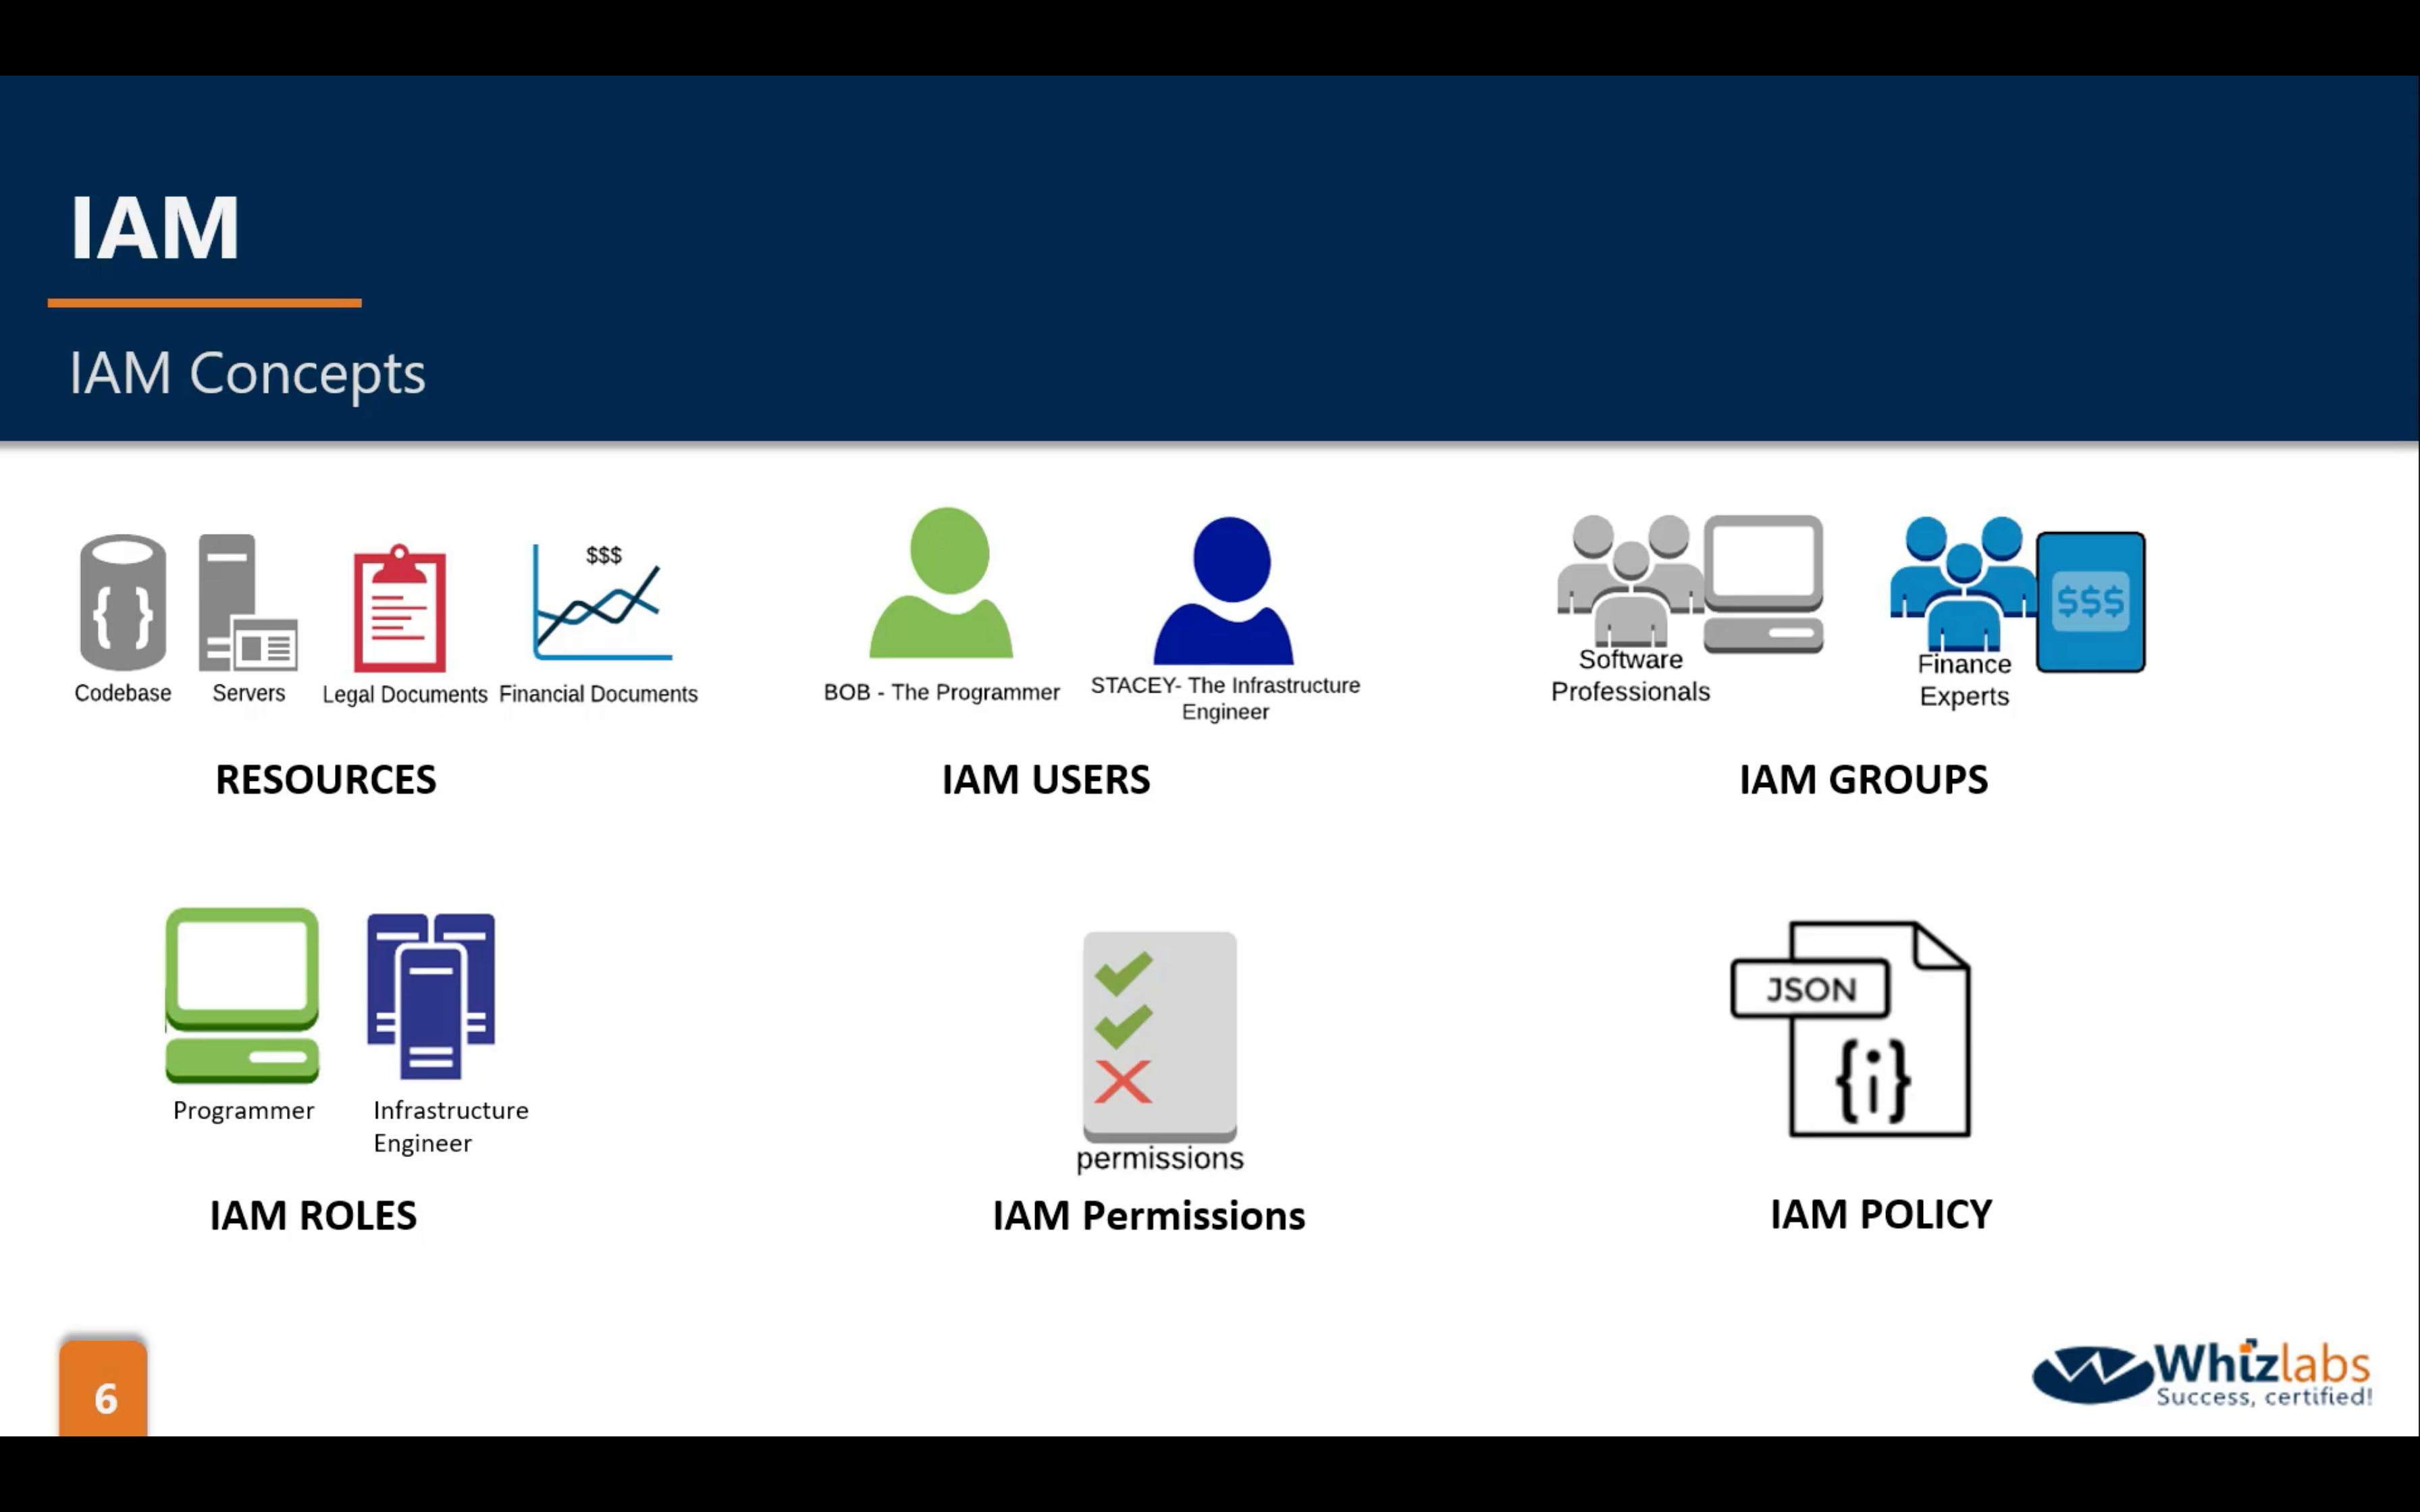 IAM
IAM Concepts
{ }
Codebase
Servers
Legal Documents
$$$
Financial Documents
RESOURCES
BOB - The Programmer
STACEY- The Infrastructure
Engineer
IAM USERS
Software
Professionals
$$$
Finance
Experts
IAM GROUPS
Programmer
Infrastructure
Engineer
IAM ROLES
permissions
IAM Permissions
JSON
{i}
IAM POLICY
6
Whizlabs
Success, certified!